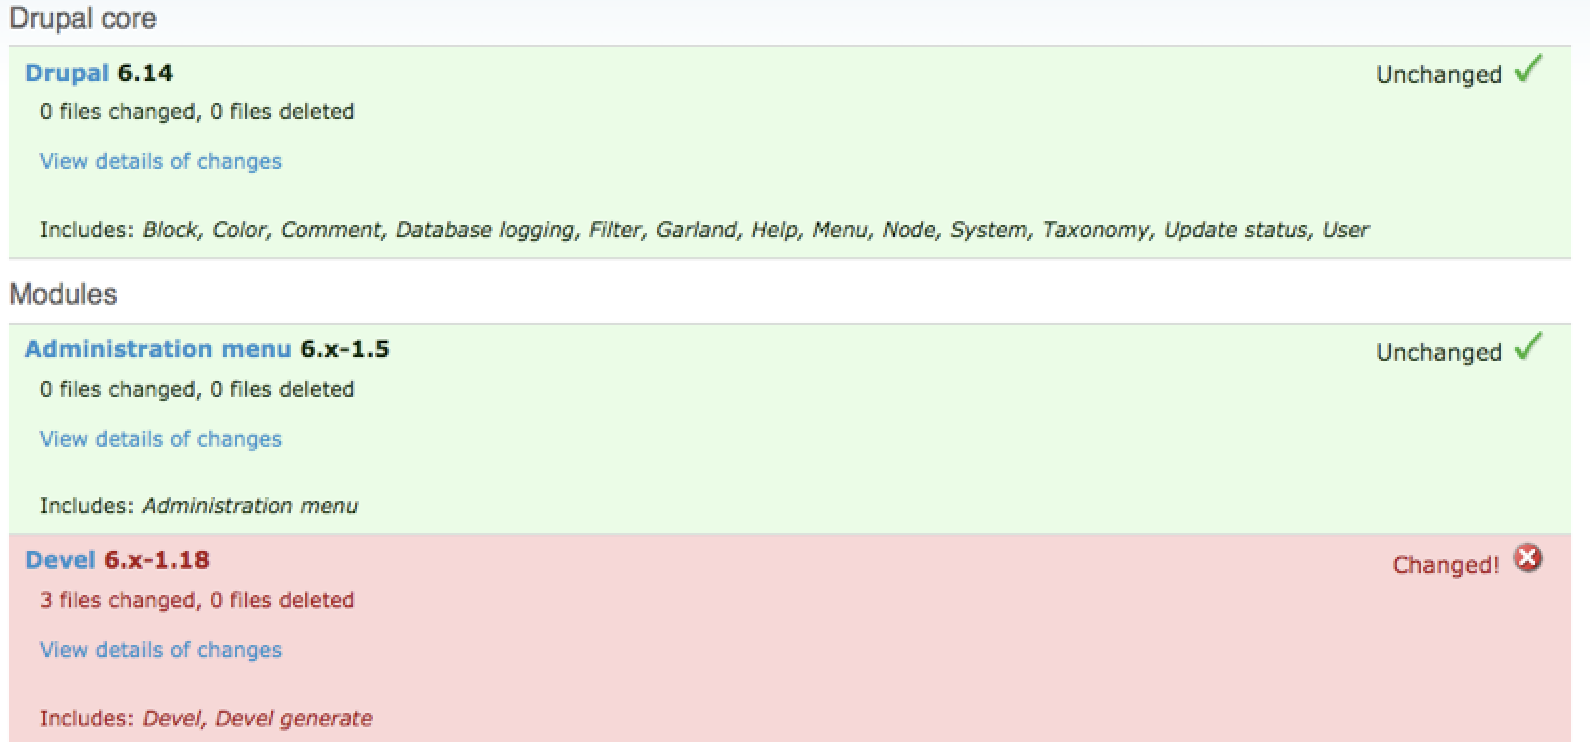 Drupal core
Drupal 6.14
Unchanged
0 files changed, 0 files deleted
View details of changes
Includes: Block, Color, Comment, Database logging, Filter, Garland, Help, Menu, Node, System, Taxonomy, Update status, User
Modules
Administration menu 6.x-1.5
Unchanged
0 files changed, 0 files deleted
View details of changes
Includes: Administration menu
Devel 6.x-1.18
Changed!
3 files changed, 0 files deleted
View details of changes
Includes: Devel, Devel generate